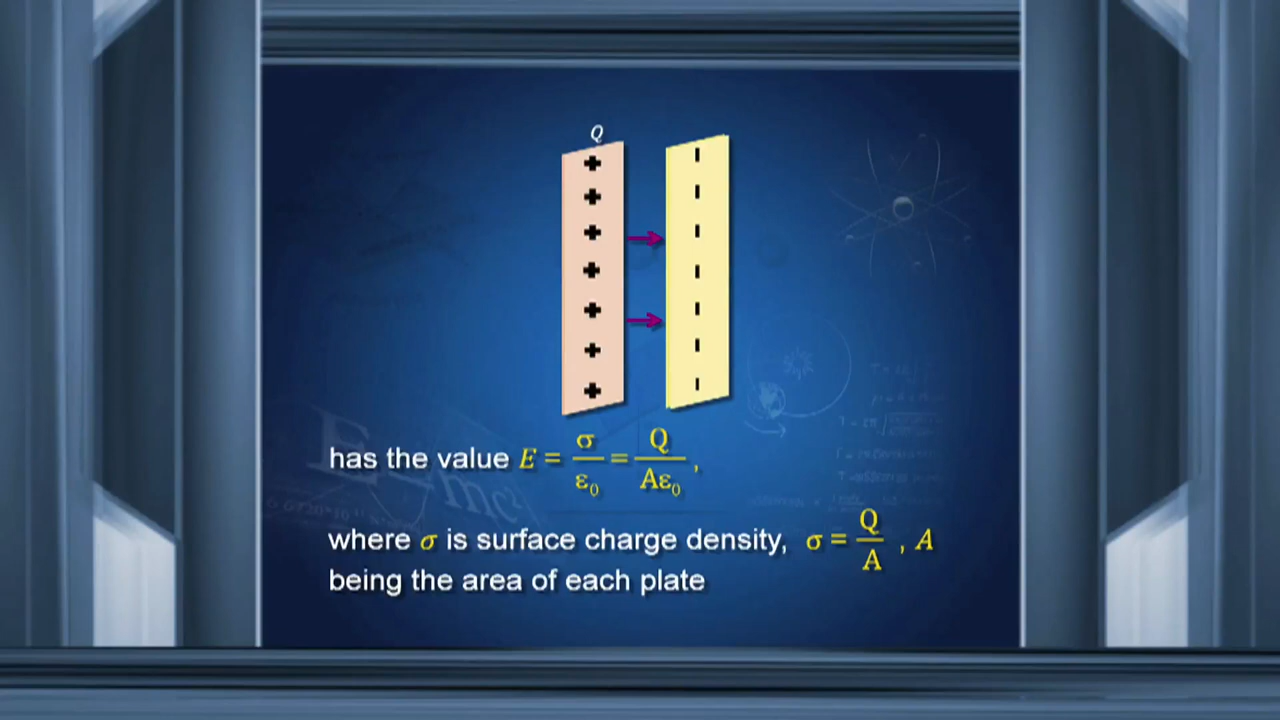 Q
has the value E = σ/ε₀ = Q/Aε₀ ,
where σ is surface charge density, σ = Q/A , A
being the area of each plate